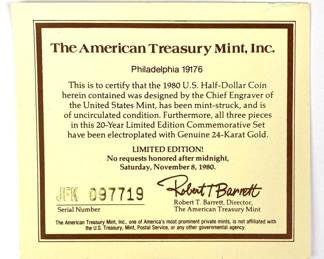 The American Treasury Mint, Inc.
Philadelphia 19176
This is to certify that the 1980 U.S. Half-Dollar Coin
herein contained was designed by the Chief Engraver of
the United States Mint, has been mint-struck, and is
of uncirculated condition. Furthermore, all three pieces
in this 20-Year Limited Edition Commemorative Set
have been electroplated with Genuine 24-Karat Gold.
LIMITED EDITION!
No requests honored after midnight,
Saturday, November 8, 1980.
JFK 097719
Robert T Barrett
Serial Number
Robert T. Barrett, Director,
The American Treasury Mint
The American Treasury Mint, Inc., one of America's most prominent private mints, is not affiliated with
the U.S. Treasury, Mint, Postal Service, or any other governmental agency.